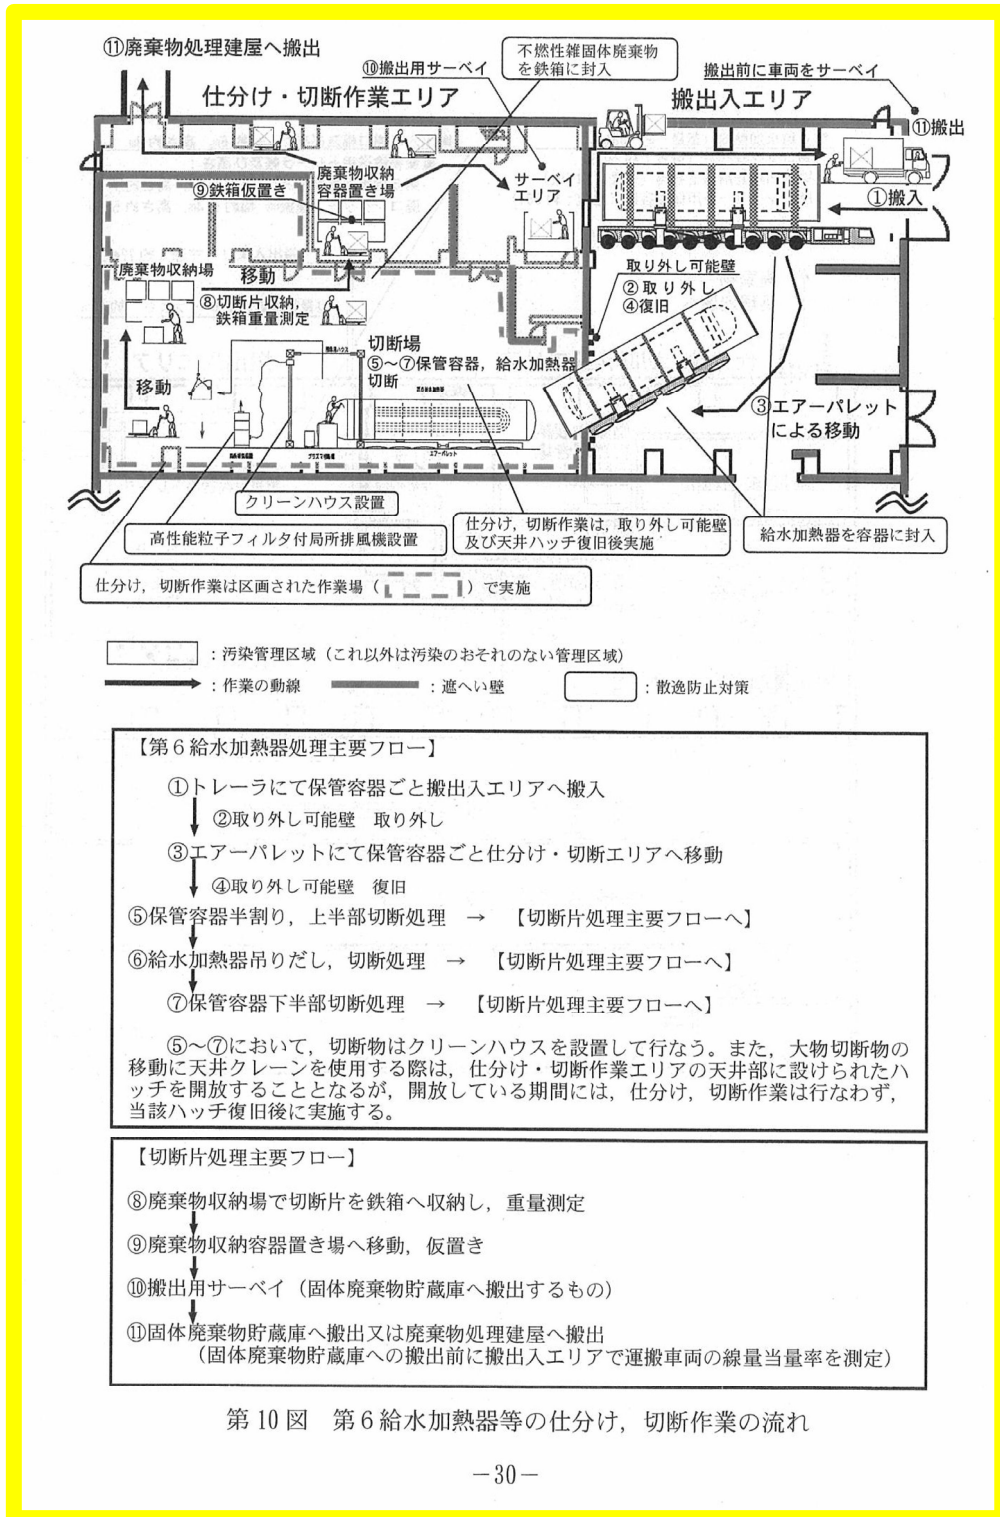 ⑪廃棄物処理建屋へ搬出
不燃性雑固体廃棄物
を鉄箱に封入
⑩搬出用サーベイ
搬出前に車両をサーベイ
仕分け・切断作業エリア
搬出入エリア
⑪搬出
廃棄物収納
容器置き場
⑨鉄箱仮置き
サーベイ
エリア
①搬入
廃棄物収納場
移動
⑧切断片収納,
鉄箱重量測定
取り外し可能壁
②取り外し
④復旧
切断場
⑤～⑦保管容器，給水加熱器
切断
移動
③エアーパレット
による移動
エアーパレット
クリーンハウス設置
高性能粒子フィルタ付局所排風機設置
仕分け，切断作業は，取り外し可能壁
及び天井ハッチ復旧後実施
給水加熱器を容器に封入
仕分け，切断作業は区画された作業場（　　　）で実施
：汚染管理区域（これ以外は汚染のおそれのない管理区域）
：作業の動線
：遮へい壁
：散逸防止対策
【第６給水加熱器処理主要フロー】
①トレーラにて保管容器ごと搬出入エリアへ搬入
②取り外し可能壁　取り外し
③エアーパレットにて保管容器ごと仕分け・切断エリアへ移動
④取り外し可能壁　復旧
⑤保管容器半割り，上半部切断処理　→　【切断片処理主要フローへ】
⑥給水加熱器吊りだし，切断処理　→　【切断片処理主要フローへ】
⑦保管容器下半部切断処理　→　【切断片処理主要フローへ】
⑤～⑦において，切断物はクリーンハウスを設置して行なう。また，大物切断物の
移動に天井クレーンを使用する際は，仕分け・切断作業エリアの天井部に設けられたハ
ッチを開放することとなるが，開放している期間には，仕分け，切断作業は行なわず，
当該ハッチ復旧後に実施する。
【切断片処理主要フロー】
⑧廃棄物収納場で切断片を鉄箱へ収納し，重量測定
⑨廃棄物収納容器置き場へ移動，仮置き
⑩搬出用サーベイ（固体廃棄物貯蔵庫へ搬出するもの）
⑪固体廃棄物貯蔵庫へ搬出又は廃棄物処理建屋へ搬出
（固体廃棄物貯蔵庫への搬出前に搬出入エリアで運搬車両の線量当量率を測定）
第 10 図　第６給水加熱器等の仕分け，切断作業の流れ
－30－